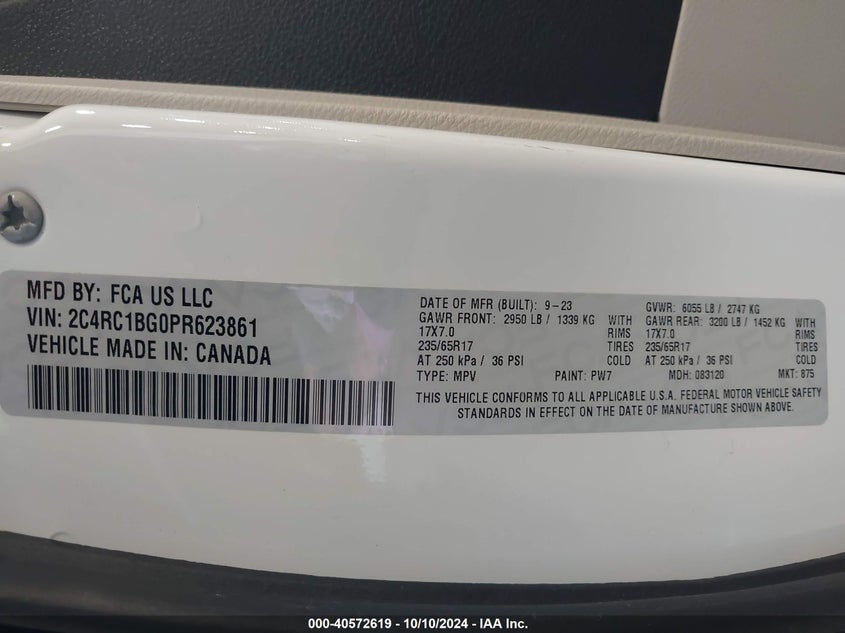 MFD BY: FCA US LLC
VIN: 2C4RC1BG0PR623861
VEHICLE MADE IN: CANADA
DATE OF MFR (BUILT): 9-23
GVWR: 6055 LB / 2747 KG
GAWR FRONT: 2950 LB / 1339 KG WITH
GAWR REAR: 3200 LB / 1452 KG WITH
17X7.0 RIMS
17X7.0 RIMS
235/65R17 TIRES
235/65R17 TIRES
AT 250 kPa / 36 PSI COLD
AT 250 kPa / 36 PSI COLD
TYPE: MPV PAINT: PW7 MDH: 083120 MKT: 875
THIS VEHICLE CONFORMS TO ALL APPLICABLE U.S.A. FEDERAL MOTOR VEHICLE SAFETY
STANDARDS IN EFFECT ON THE DATE OF MANUFACTURE SHOWN ABOVE.
000-40572619 - 10/10/2024 - IAA Inc.